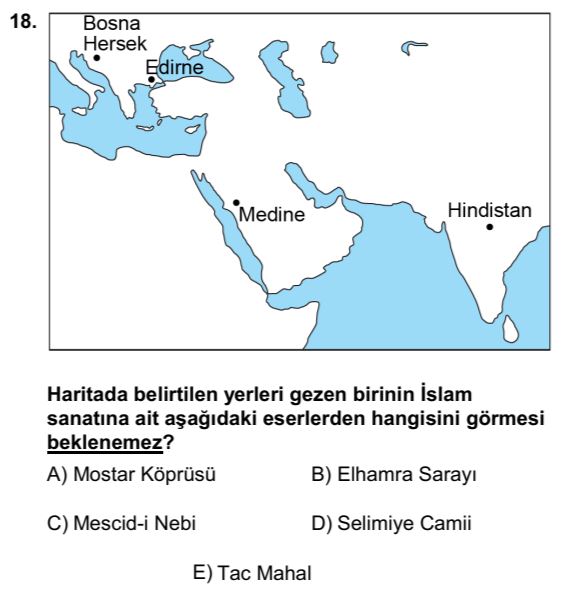 18.
Bosna
Hersek
Edirne
Medine
Hindistan
Haritada belirtilen yerleri gezen birinin İslam
sanatına ait aşağıdaki eserlerden hangisini görmesi
beklenemez?
A) Mostar Köprüsü
B) Elhamra Sarayı
C) Mescid-i Nebi
D) Selimiye Camii
E) Tac Mahal